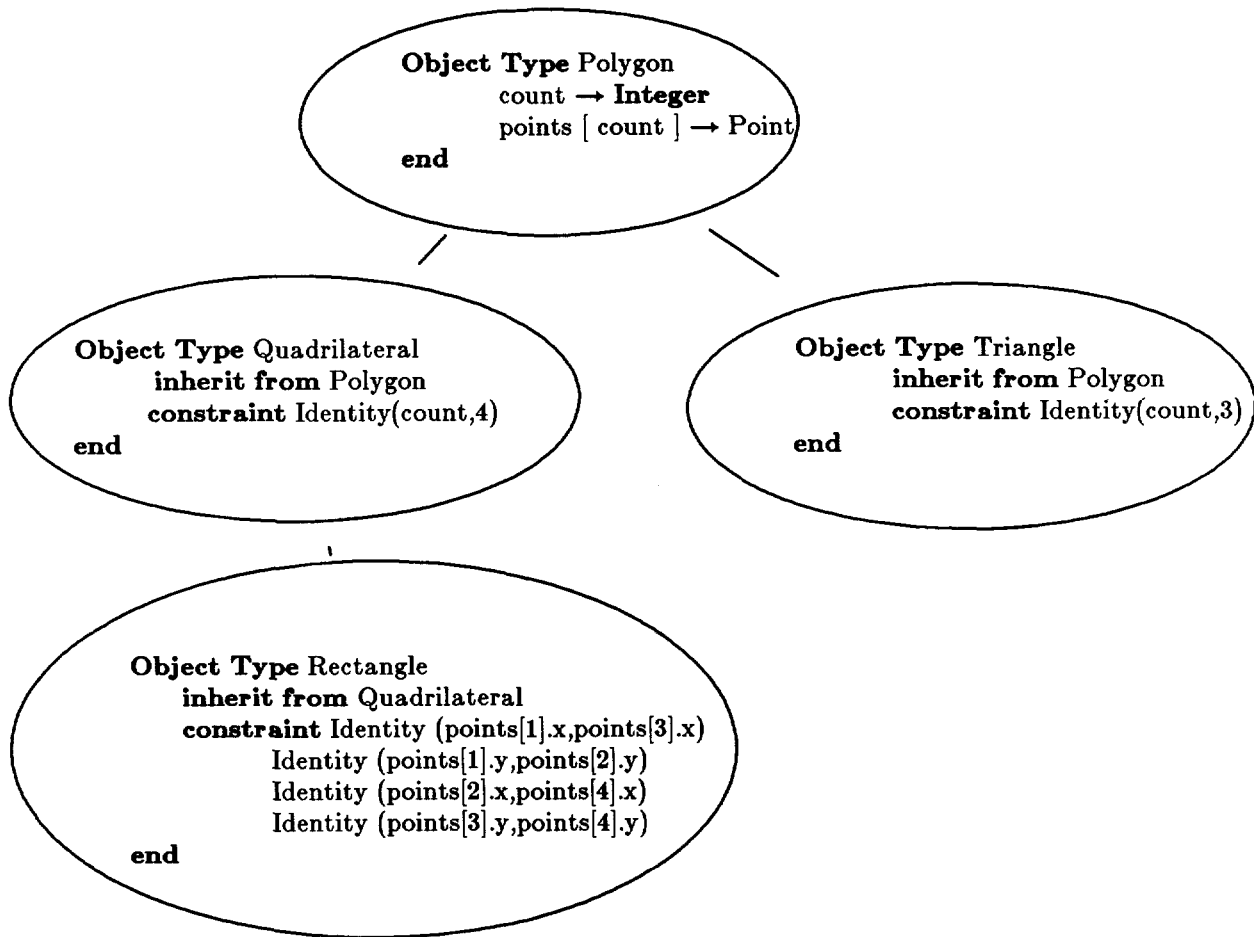 Object Type Polygon
count → Integer
points [ count ] → Point
end
Object Type Quadrilateral
inherit from Polygon
constraint Identity(count,4)
end
Object Type Triangle
inherit from Polygon
constraint Identity(count,3)
end
Object Type Rectangle
inherit from Quadrilateral
constraint Identity (points[1].x,points[3].x)
Identity (points[1].y,points[2].y)
Identity (points[2].x,points[4].x)
Identity (points[3].y,points[4].y)
end